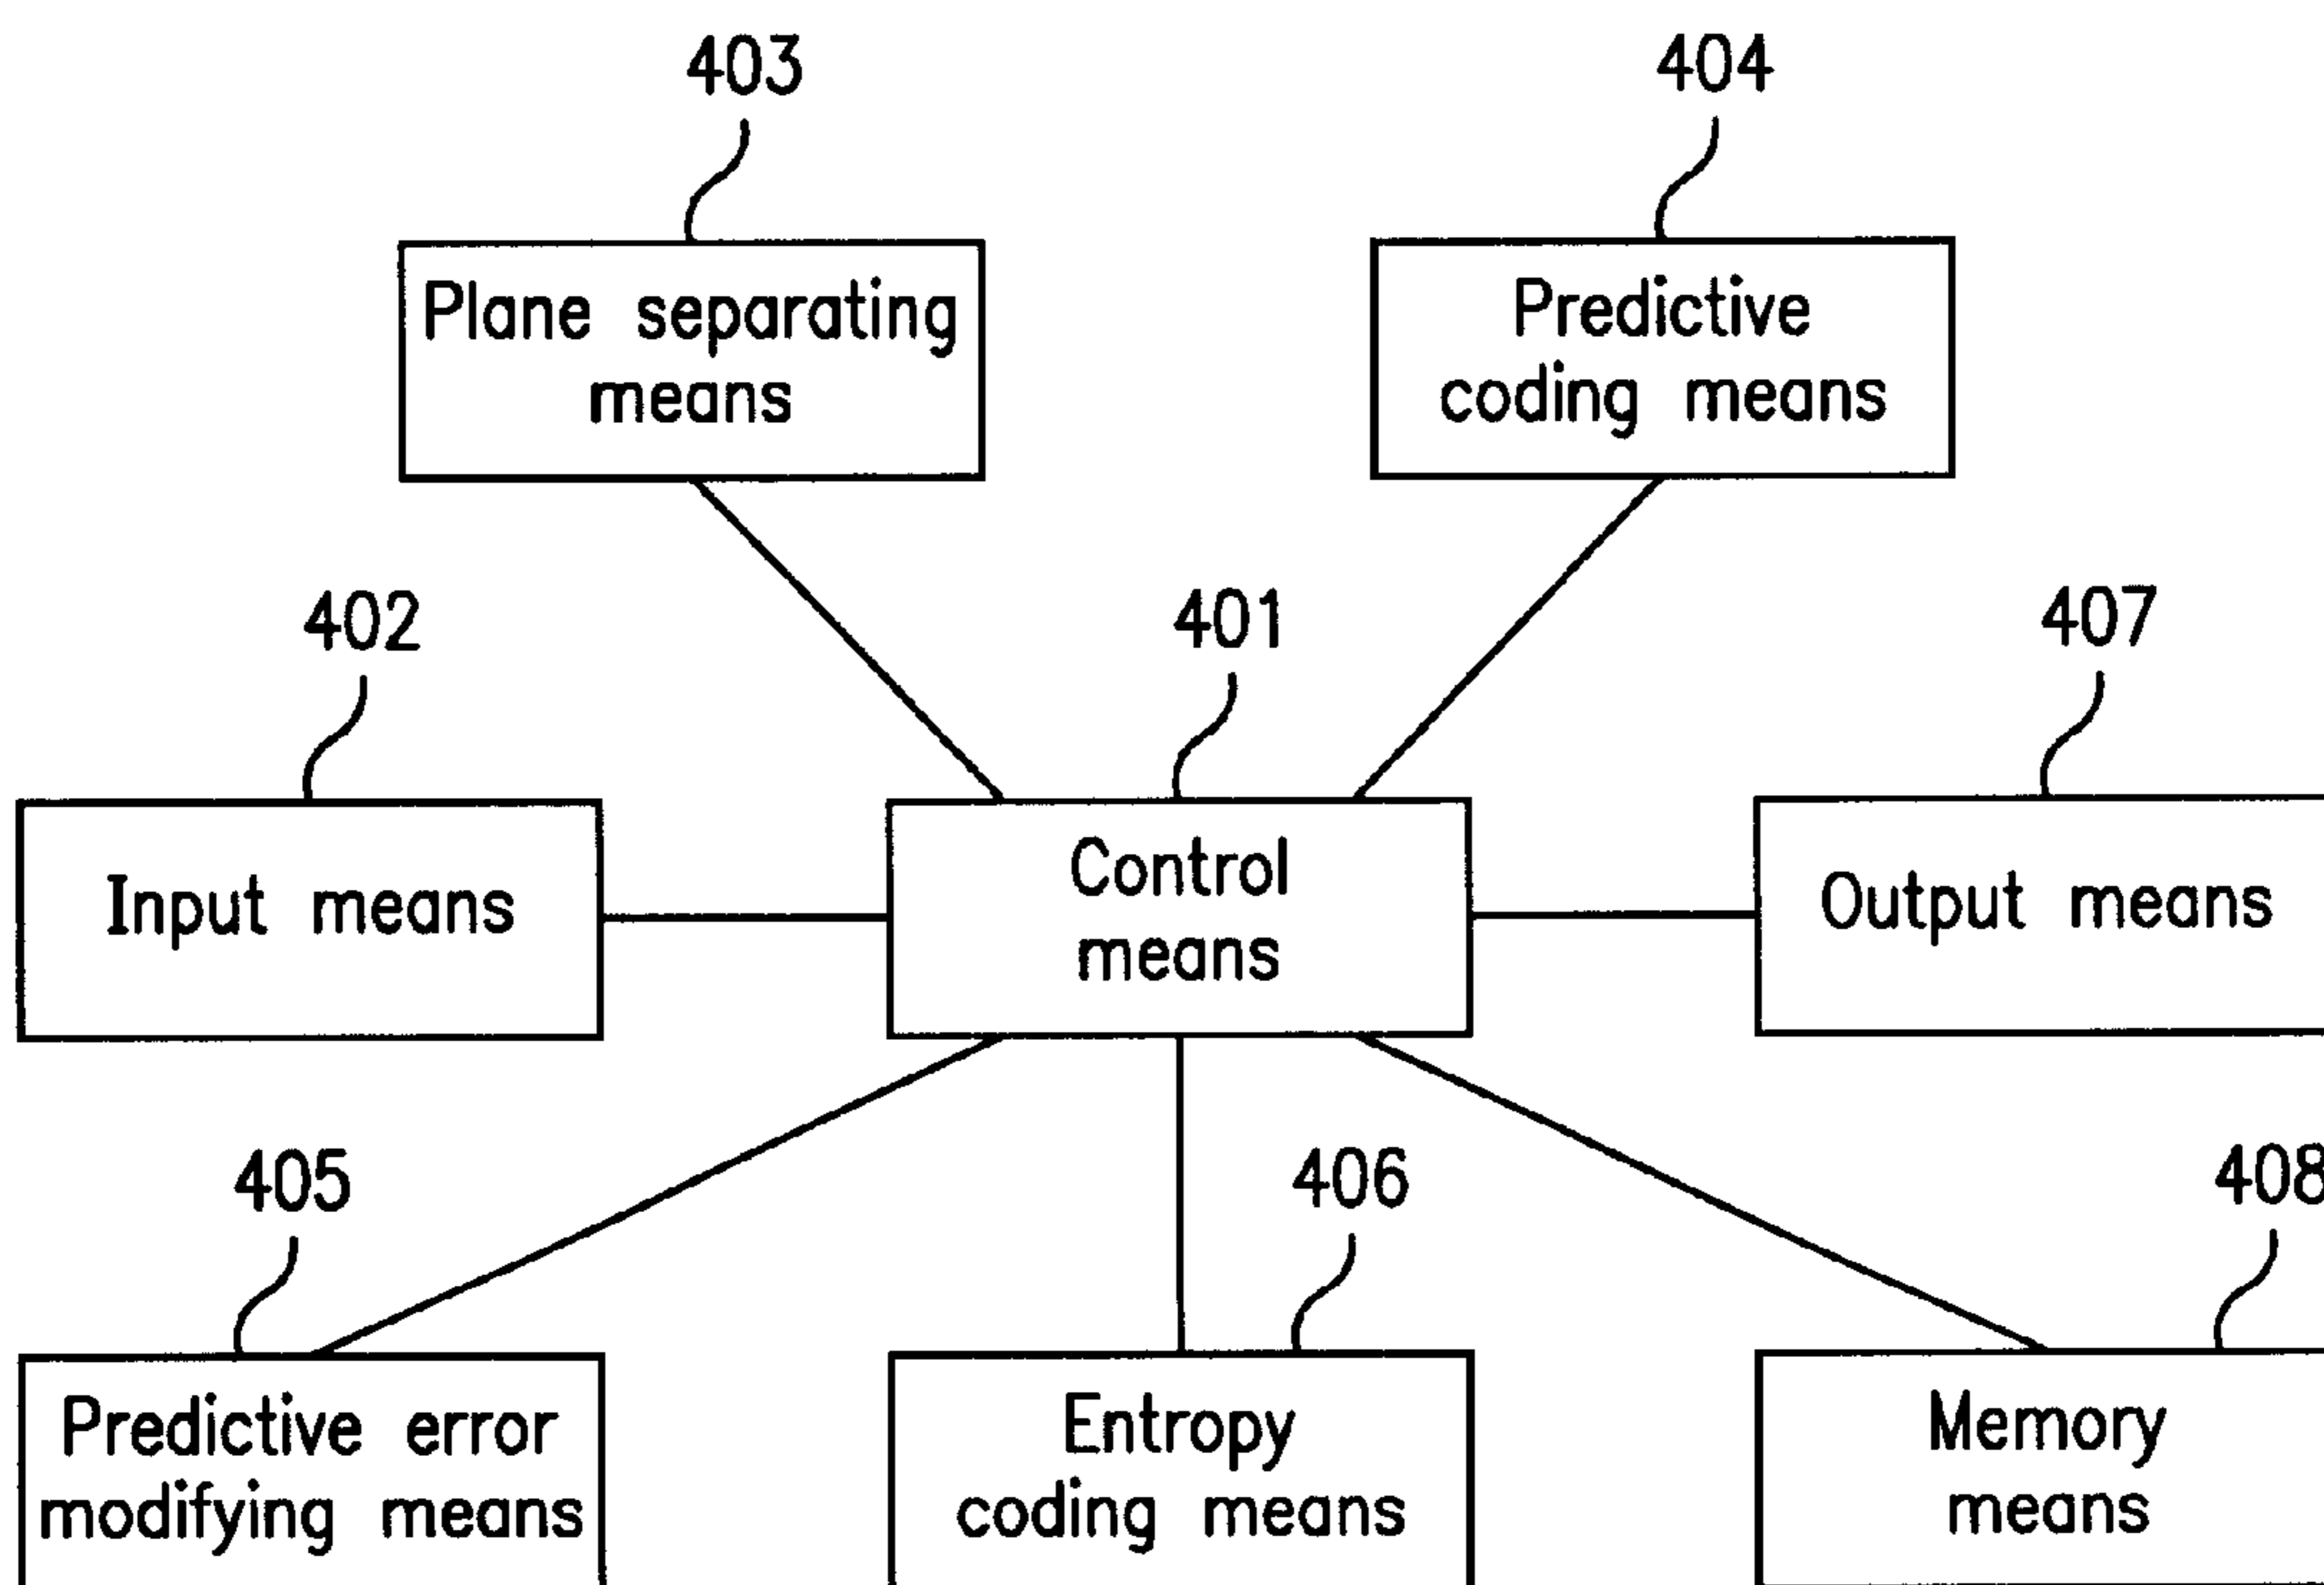 403
404
Plane separating
means
Predictive
coding means
402
401
407
Input means
Control
means
Output means
405
406
408
Predictive error
modifying means
Entropy
coding means
Memory
means